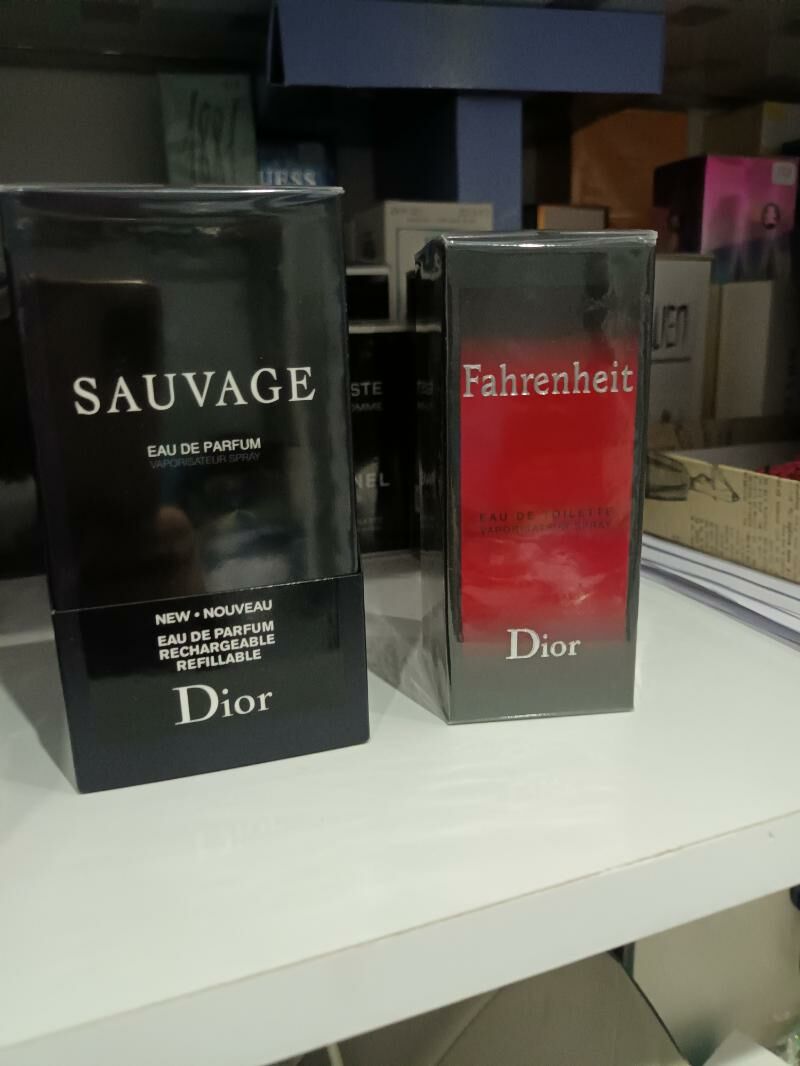 SAUVAGE
EAU DE PARFUM
VAPORISATEUR SPRAY
NEW • NOUVEAU
EAU DE PARFUM
RECHARGEABLE
REFILLABLE
Dior
Fahrenheit
EAU DE TOILETTE
VAPORISATEUR SPRAY
Dior
1881